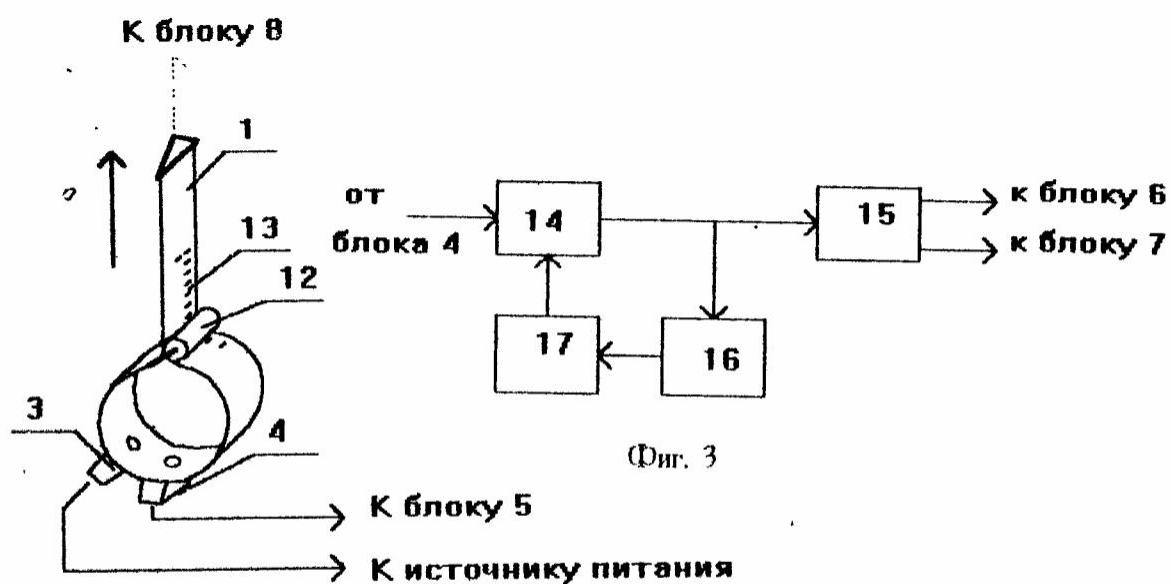 К блоку 8
1
13
12
3
4
К блоку 5
К источнику питания
от
блока 4
14
15
к блоку 6
к блоку 7
17
16
Фиг. 3